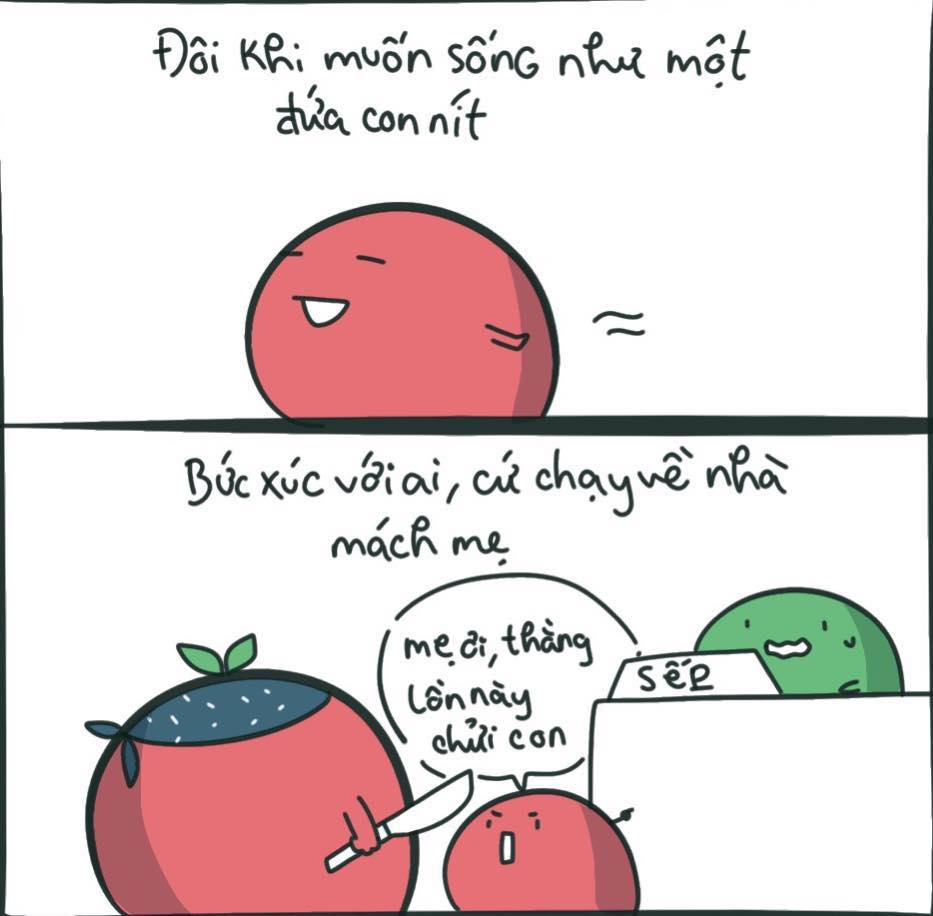 Đôi khi muốn sống như một
đứa con nít
Bức xúc với ai, cứ chạy về nhà
mách mẹ
mẹ ơi, thằng
lồn này
chửi con
SẾP